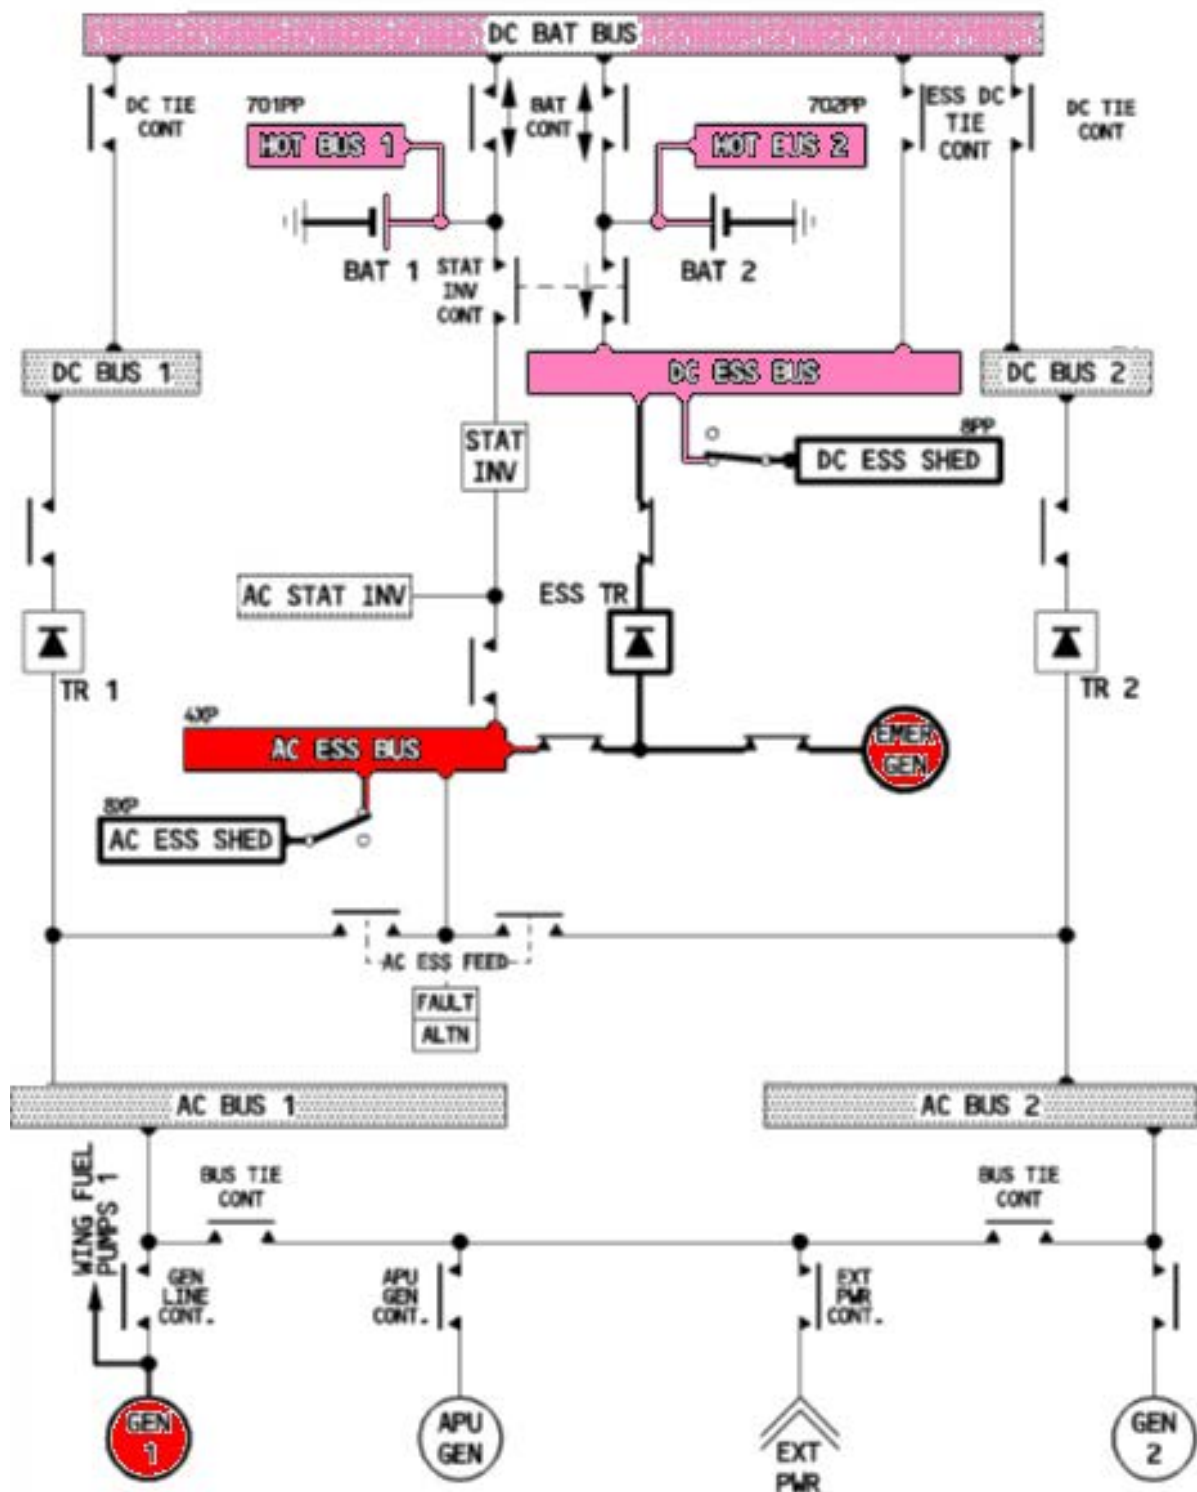 DC BAT BUS
DC TIE
CONT
701PP
HOT BUS 1
BAT
CONT
702PP
HOT BUS 2
ESS DC
TIE
CONT
DC TIE
CONT
BAT 1
STAT
INV
CONT
BAT 2
DC BUS 1
DC ESS BUS
DC BUS 2
STAT
INV
8PP
DC ESS SHED
AC STAT INV
ESS TR
TR 1
TR 2
4XP
AC ESS BUS
EMER
GEN
8XP
AC ESS SHED
AC ESS FEED
FAULT
ALTN
AC BUS 1
AC BUS 2
WING FUEL
PUMPS 1
BUS TIE
CONT
BUS TIE
CONT
GEN
LINE
CONT.
APU
GEN
CONT.
EXT
PWR
CONT.
GEN
1
APU
GEN
EXT
PWR
GEN
2